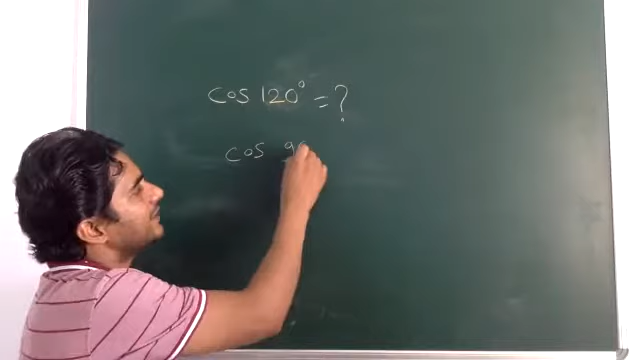 cos 120° = ?
cos 9